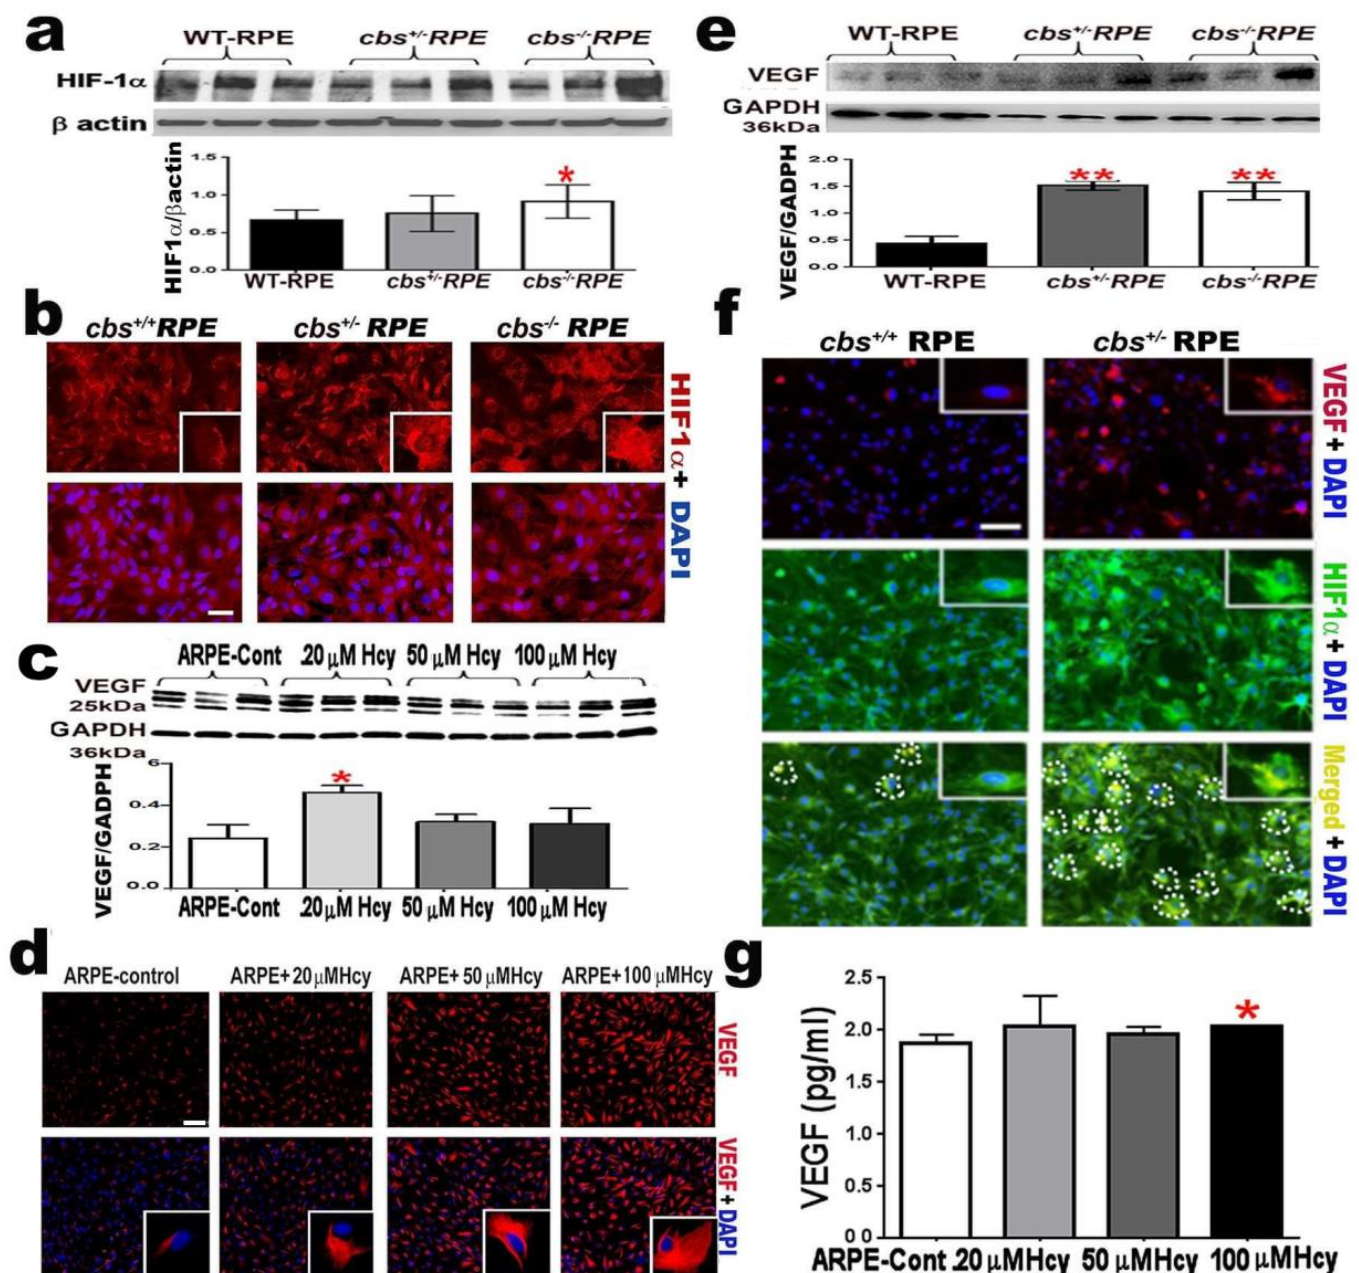 a
WT-RPE cbs+/-RPE cbs-/-RPE
HIF-1α
β actin
HIF1α/βactin
1.5
1.0
0.5
0.0
*
WT-RPE cbs+/-RPE cbs-/-RPE
b
cbs+/+RPE cbs+/- RPE cbs-/- RPE
HIF1α+ DAPI
c
ARPE-Cont 20 μM Hcy 50 μM Hcy 100 μM Hcy
VEGF
25kDa
GAPDH
36kDa
VEGF/GADPH
6
0.4
0.2
0.0
*
ARPE-Cont 20 μM Hcy 50 μM Hcy 100 μM Hcy
d
ARPE-control ARPE+ 20 μMHcy ARPE+ 50 μMHcy ARPE+100 μMHcy
VEGF
VEGF + DAPI
e
WT-RPE cbs+/-RPE cbs-/-RPE
VEGF
GAPDH
36kDa
VEGF/GADPH
2.0
1.5
1.0
0.5
0.0
** **
WT-RPE cbs+/-RPE cbs-/-RPE
f
cbs+/+ RPE cbs+/- RPE
VEGF + DAPI
HIF1α + DAPI
Merged + DAPI
g
VEGF (pg/ml)
2.5
2.0
1.5
1.0
0.5
0 0
*
ARPE-Cont 20 μMHcy 50 μMHcy 100 μMHcy